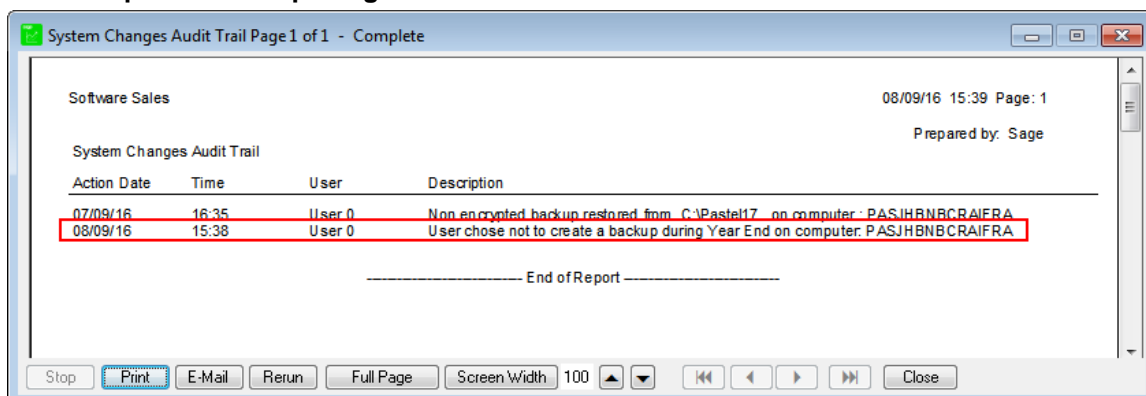 System Changes Audit Trail Page 1 of 1 - Complete
Software Sales 08/09/16 15:39 Page: 1
Prepared by: Sage
System Changes Audit Trail
Action Date Time User Description
07/09/16 16:35 User 0 Non encrypted backup restored from C:\Pastel17 on computer : PASJHBNBCRAIFRA
08/09/16 15:38 User 0 User chose not to create a backup during Year End on computer: PASJHBNBCRAIFRA
End of Report
Stop Print E-Mail Rerun Full Page Screen Width 100 Close